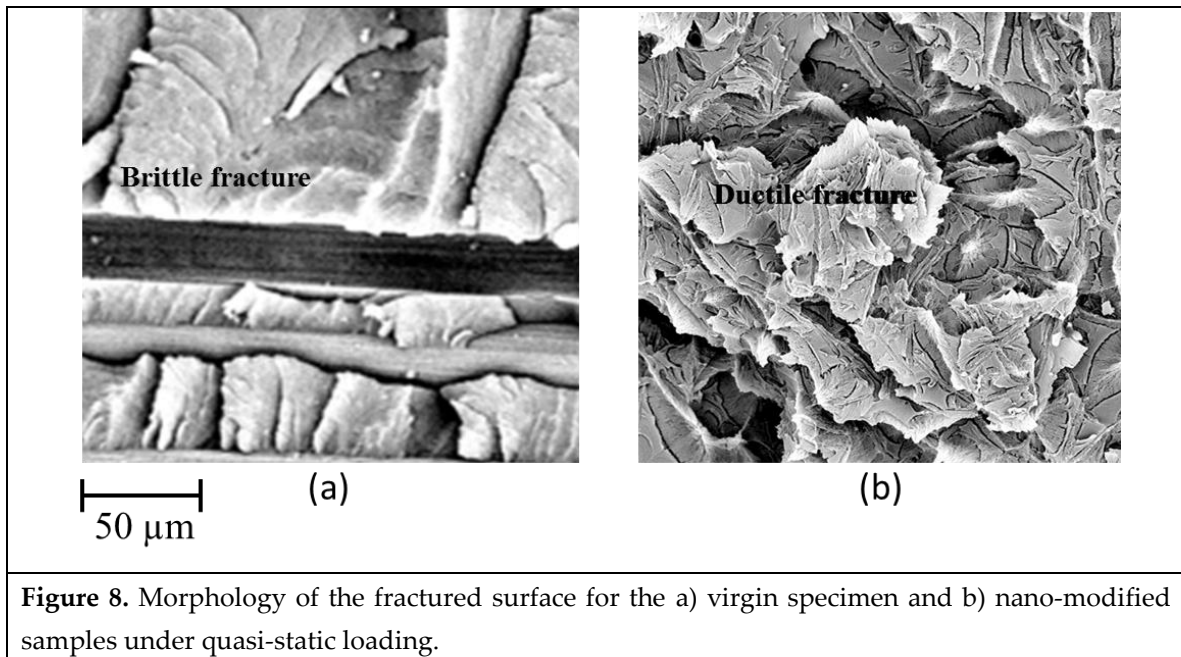 Brittle fracture
Ductile fracture
(a)
(b)
50 µm
Figure 8. Morphology of the fractured surface for the a) virgin specimen and b) nano-modified
samples under quasi-static loading.